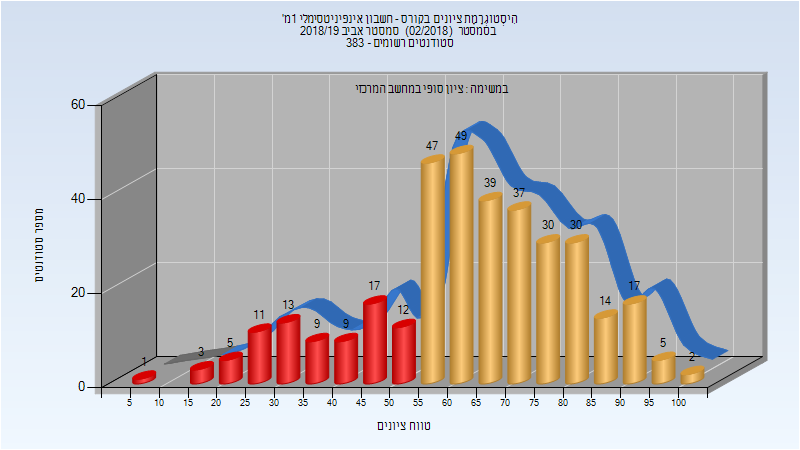 היסטוגרמת ציונים בקורס - חשבון אינפיניטסימלי 1מ'
בסמסטר (02/2018) סמסטר אביב 2018/19
סטודנטים רשומים - 383
במשימה : ציון סופי במחשב המרכזי
60
40
20
0
מספר סטודנטים
1 3 5 11 13 9 9 17 12 47 49 39 37 30 30 14 17 5 2
5 10 15 20 25 30 35 40 45 50 55 60 65 70 75 80 85 90 95 100
טווח ציונים